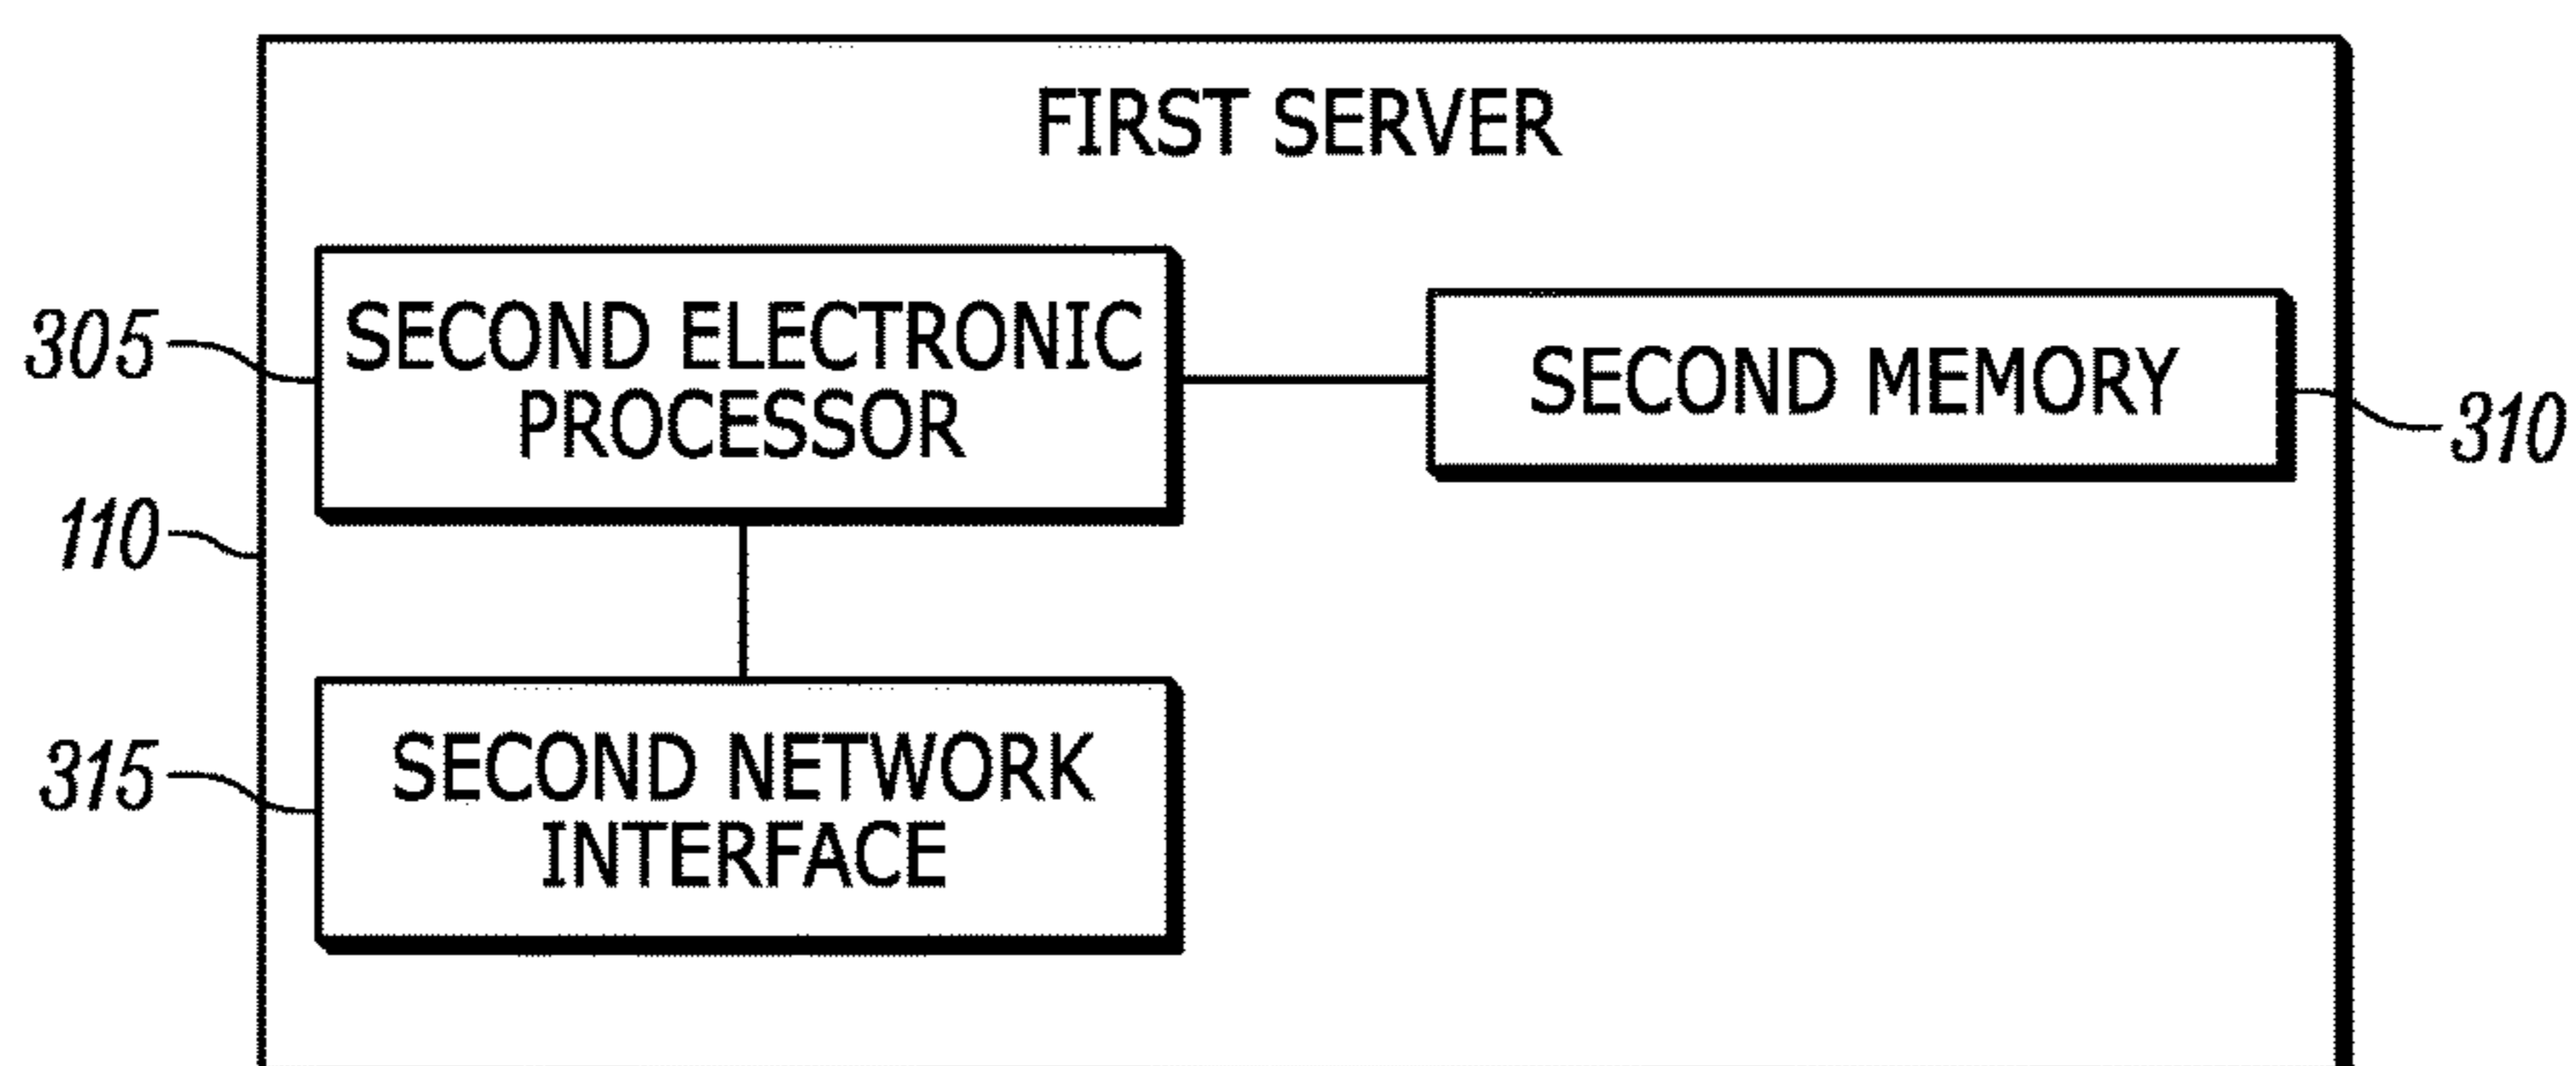 FIRST SERVER
305
SECOND ELECTRONIC
PROCESSOR
SECOND MEMORY
310
110
315
SECOND NETWORK
INTERFACE